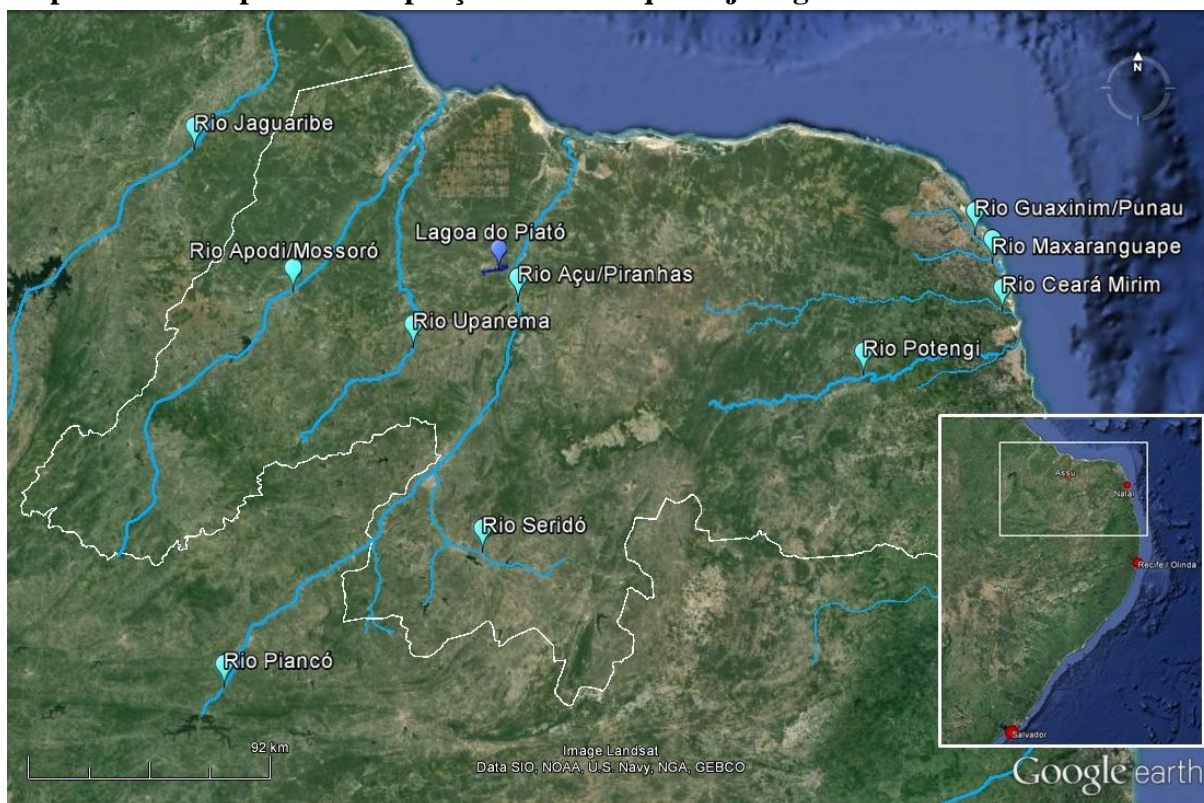 N
Rio Jaguaribe
Rio Guaxinim/Punau
Lagoa do Piató
Rio Apodi/Mossoró
Rio Maxaranguape
Rio Açu/Piranhas
Rio Ceará Mirim
Rio Upanema
Rio Potengi
Assu
Natal
Rio Seridó
Recife / Olinda
Rio Piancó
Salvador
92 km
Image Landsat
Data SIO, NOAA, U.S. Navy, NGA, GEBCO
Google earth